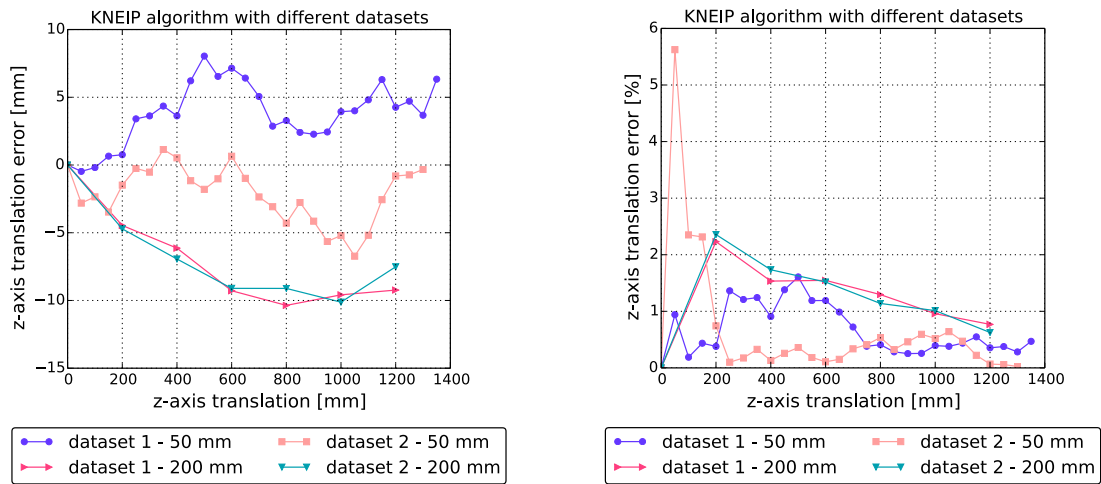 KNEIP algorithm with different datasets
10
5
0
−5
−10
−15
z-axis translation error [mm]
0 200 400 600 800 1000 1200 1400
z-axis translation [mm]
dataset 1 - 50 mm dataset 2 - 50 mm
dataset 1 - 200 mm dataset 2 - 200 mm
KNEIP algorithm with different datasets
6
5
4
3
2
1
0
z-axis translation error [%]
0 200 400 600 800 1000 1200 1400
z-axis translation [mm]
dataset 1 - 50 mm dataset 2 - 50 mm
dataset 1 - 200 mm dataset 2 - 200 mm